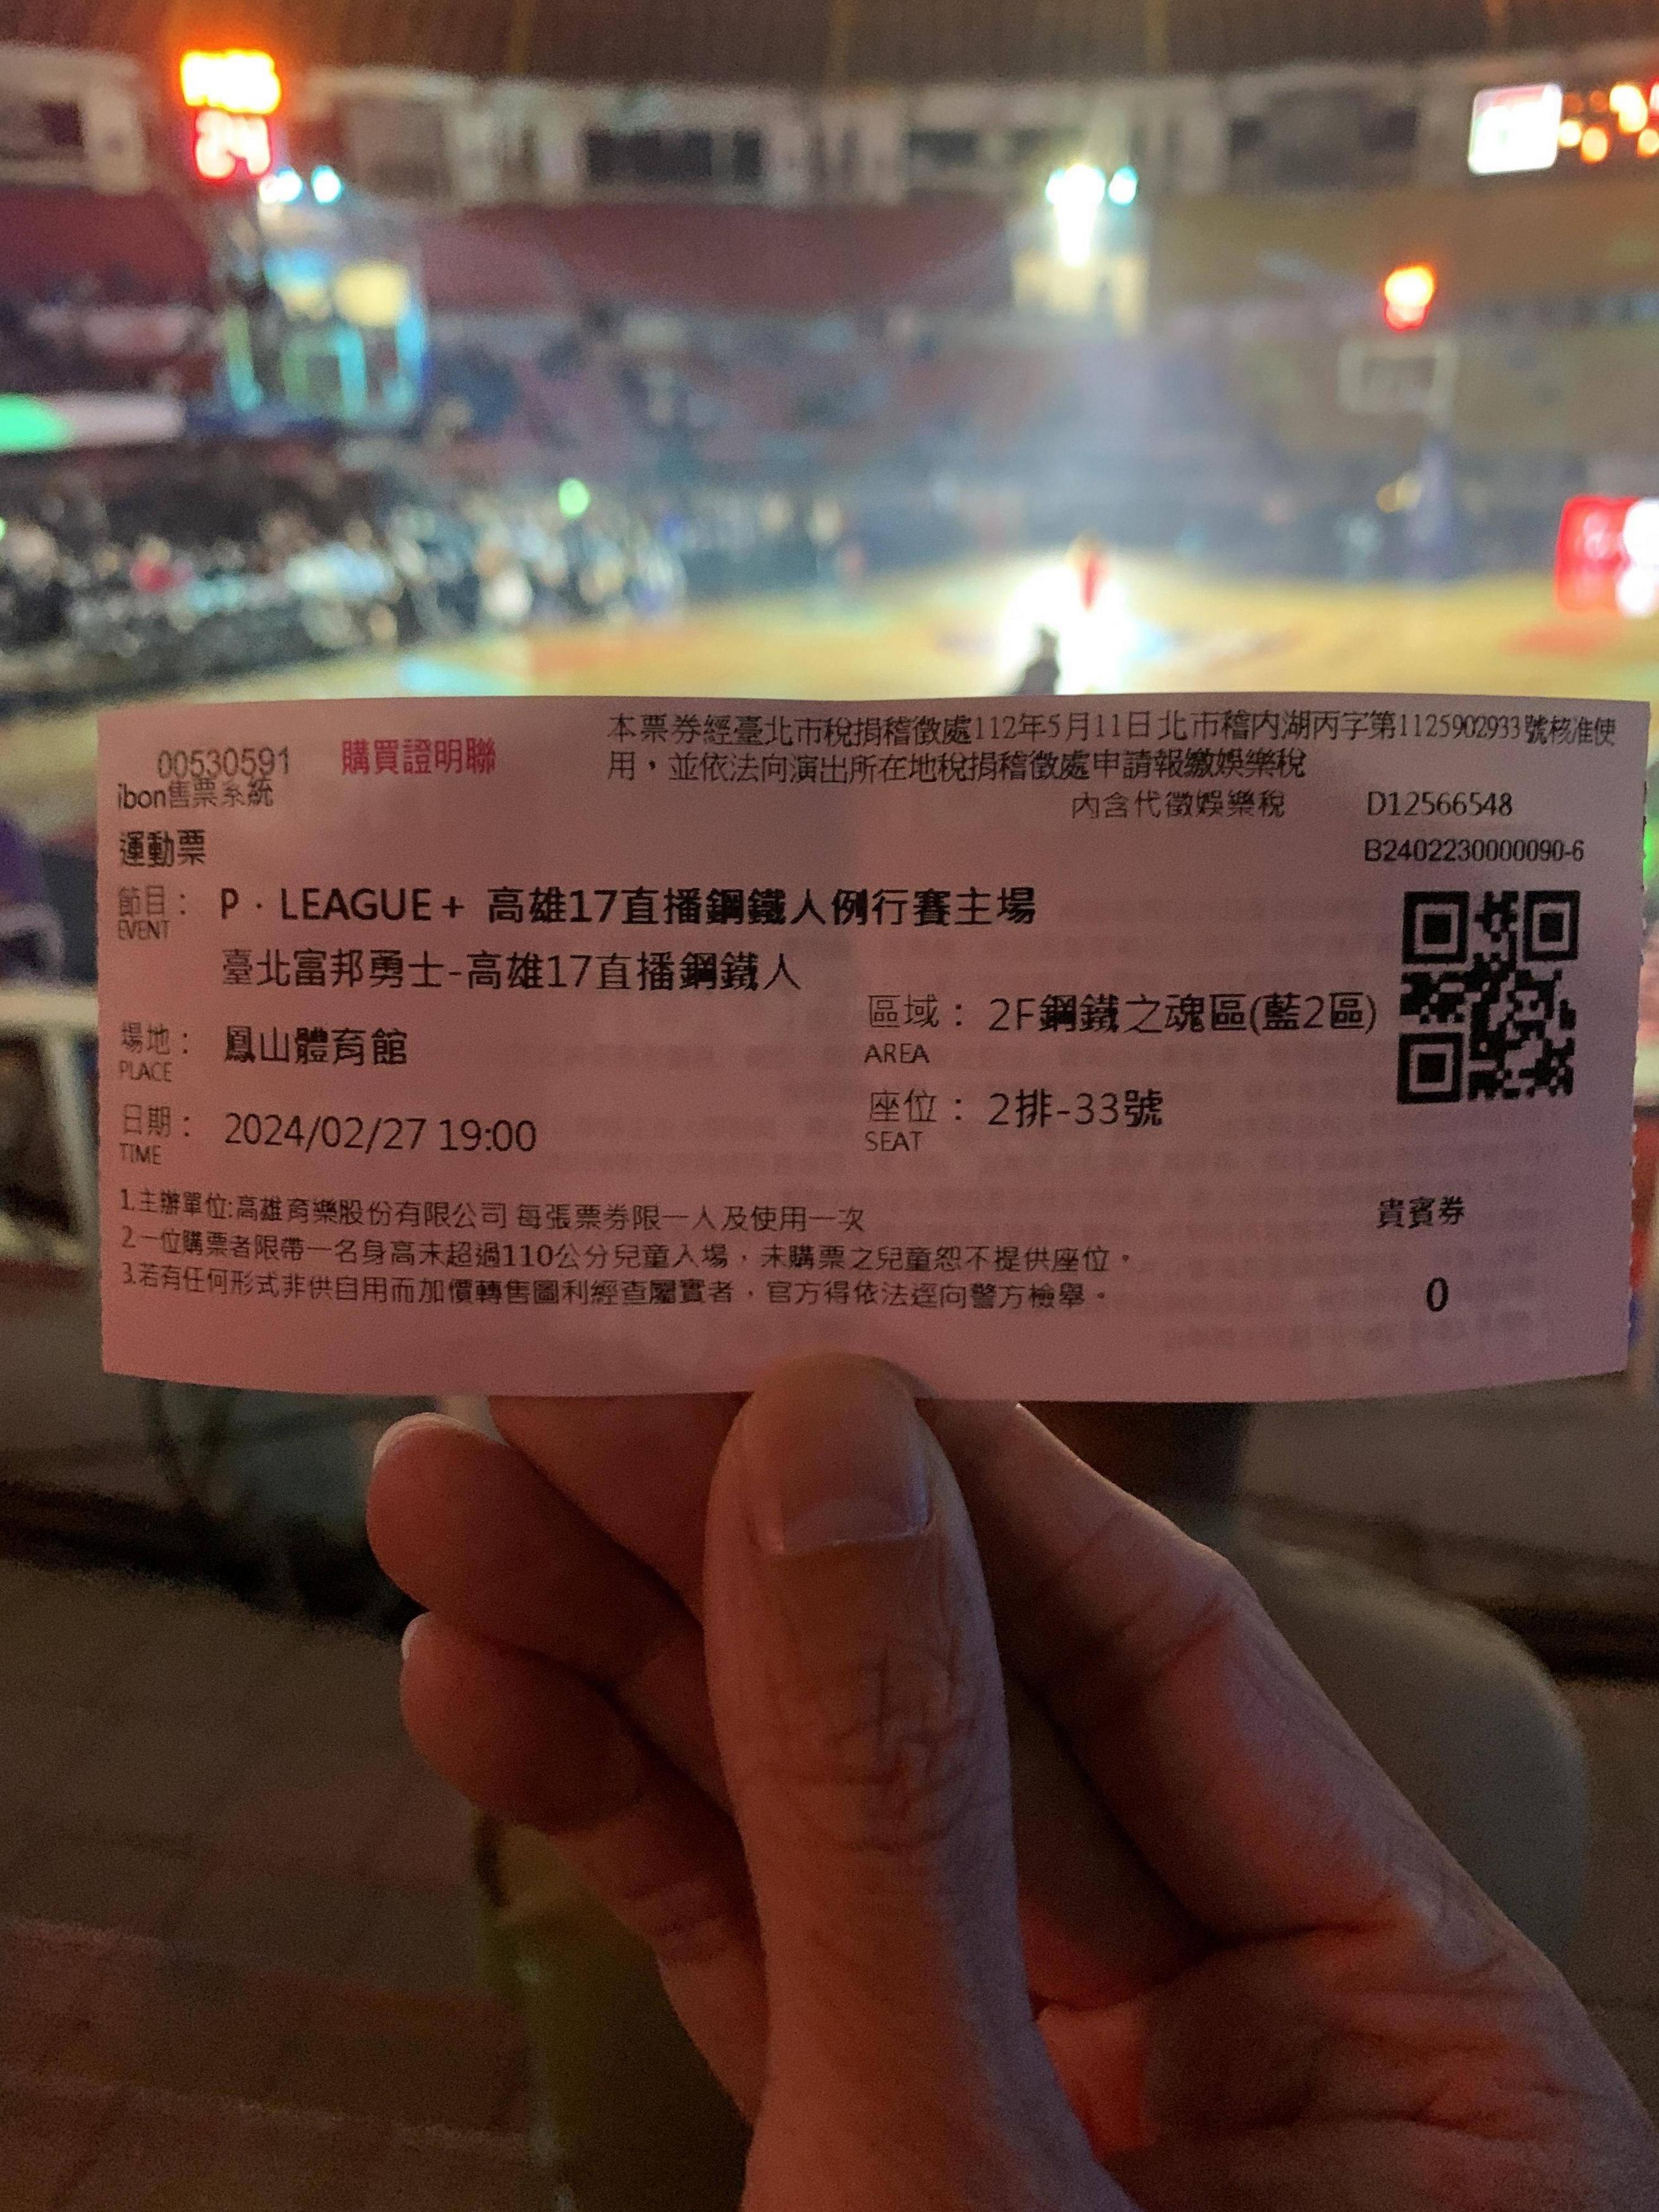 24
00530591 購買證明聯
本票券經臺北市稅捐稽徵處112年5月11日北市稽內湖丙字第1125902933號核准使
用，並依法向演出所在地稅捐稽徵處申請報繳娛樂稅
ibon售票系統
內含代徵娛樂稅 D12566548
運動票
B2402230000090-6
節目： P．LEAGUE+ 高雄17直播鋼鐵人例行賽主場
EVENT
臺北富邦勇士-高雄17直播鋼鐵人
區域： 2F鋼鐵之魂區(藍2區)
AREA
場地： 鳳山體育館
PLACE
座位： 2排-33號
SEAT
日期： 2024/02/27 19:00
TIME
1.主辦單位:高雄育樂股份有限公司 每張票券限一人及使用一次
2.一位購票者限帶一名身高未超過110公分兒童入場，未購票之兒童恕不提供座位。
3.若有任何形式非供自用而加價轉售圖利經查屬實者，官方得依法逕向警方檢舉。
貴賓券
0